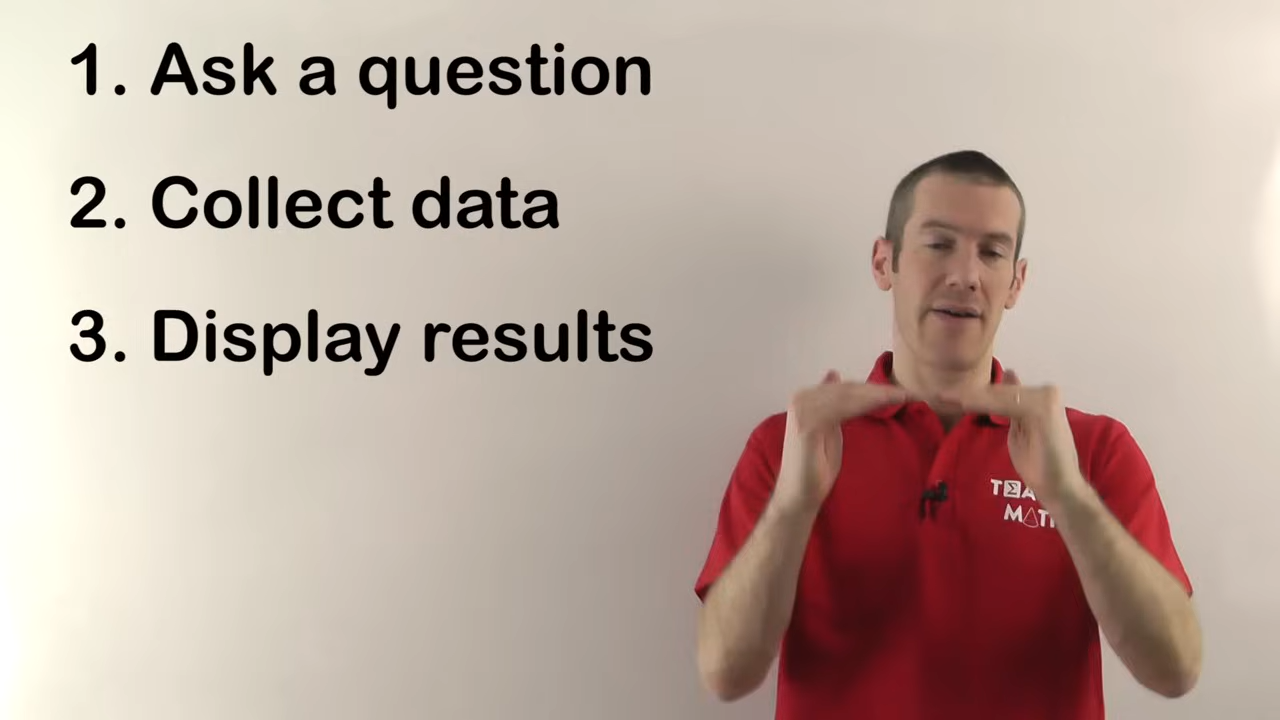 1. Ask a question
2. Collect data
3. Display results